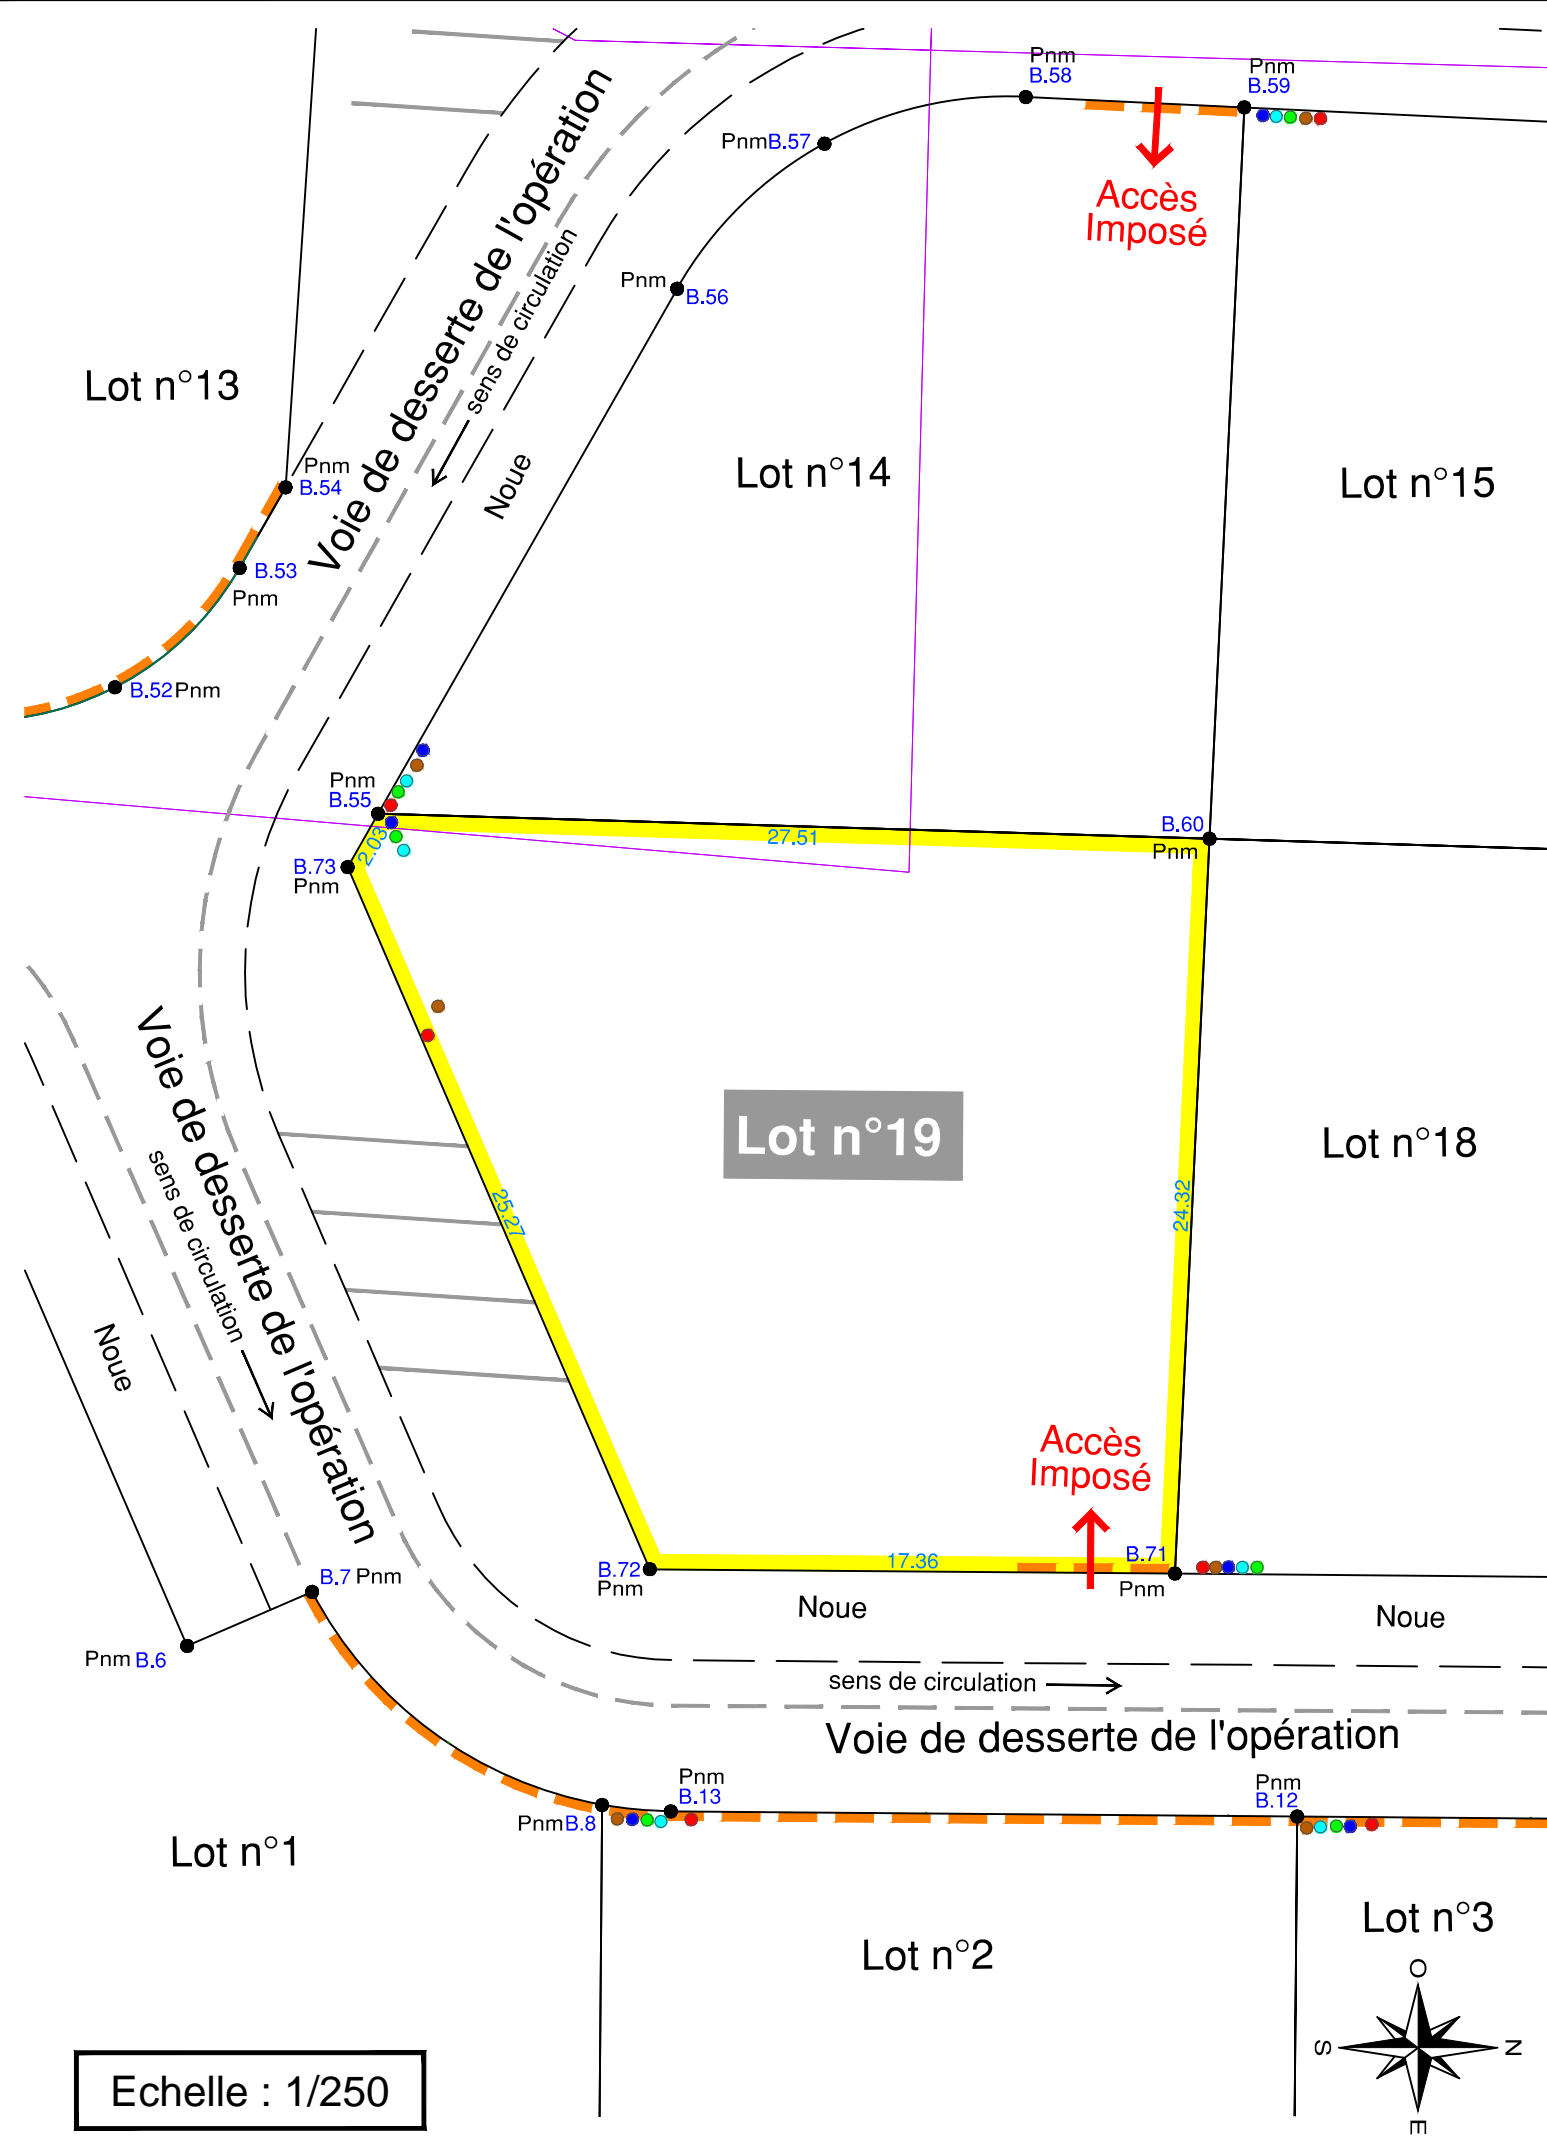 Pnm
B.58
Pnm
B.59
PnmB.57
Accès
Imposé
Voie de desserte de l'opération
sens de circulation
Pnm
B.56
Lot n°13
Noue
Lot n°14
Lot n°15
Pnm
B.54
B.53
Pnm
B.52 Pnm
Pnm
B.55
2.03
27.51
B.60
Pnm
B.73
Pnm
Voie de desserte de l'opération
sens de circulation
Noue
Lot n°19
25.27
24.32
Lot n°18
Accès
Imposé
B.72
Pnm
17.36
B.71
Pnm
B.7 Pnm
Pnm B.6
Noue
Noue
sens de circulation
Voie de desserte de l'opération
Pnm
B.13
Pnm
B.12
PnmB.8
Lot n°1
Lot n°2
Lot n°3
O
S
N
E
Echelle : 1/250